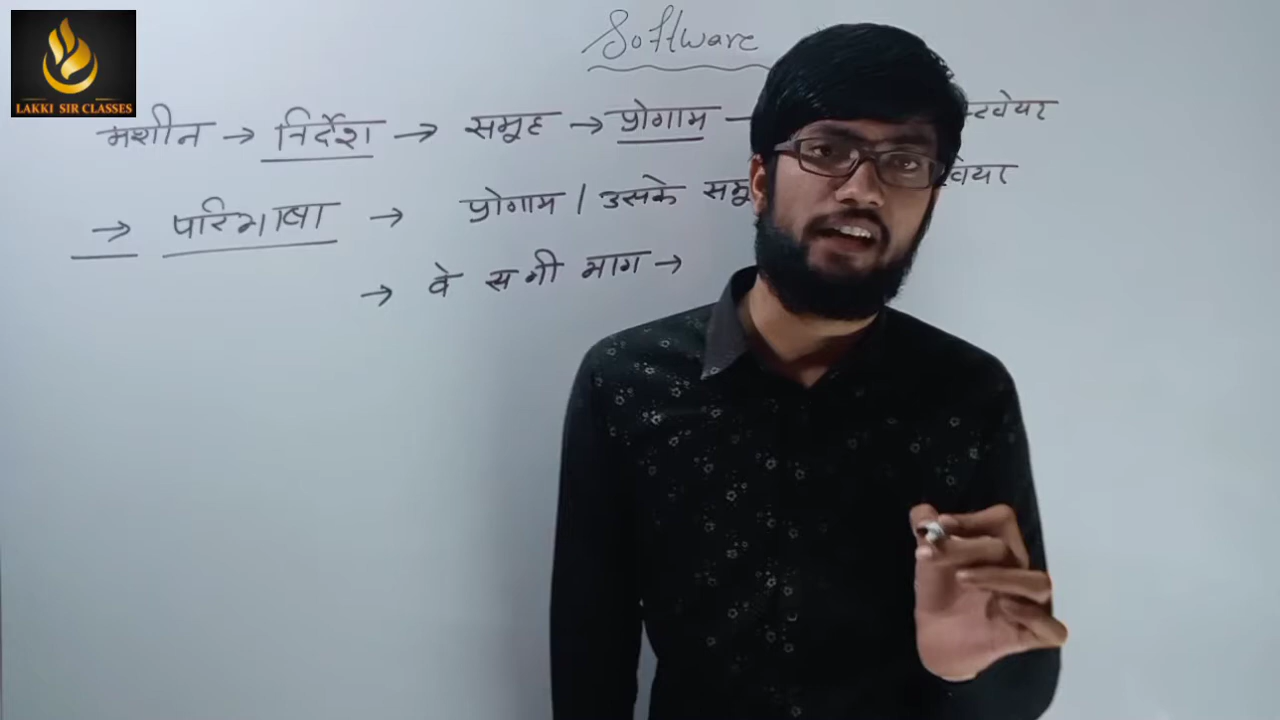 LAKKI SIR CLASSES
Software
मशीन → निर्देश → समूह → प्रोग्राम →
→ परिभाषा → प्रोग्राम / उसके
→ वे सभी भाग →